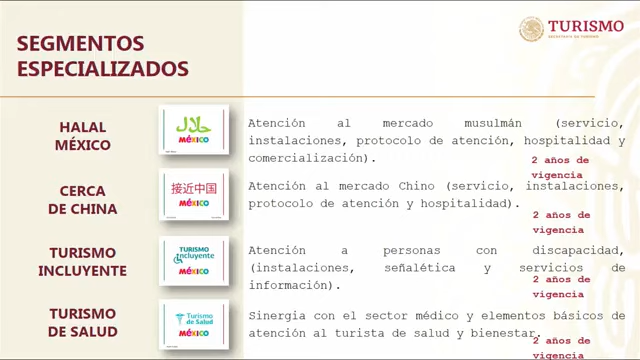 SEGMENTOS
ESPECIALIZADOS
TURISMO
SECRETARÍA DE TURISMO
HALAL
MÉXICO
حلال
MÉXICO
Atención al mercado musulmán (servicio,
instalaciones, protocolo de atención, hospitalidad y
comercialización).
2 años de
vigencia
CERCA
DE CHINA
接近中国
MÉXICO
Atención al mercado Chino (servicio, instalaciones,
protocolo de atención y hospitalidad).
2 años de
vigencia
TURISMO
INCLUYENTE
TURISMO
Incluyente
MÉXICO
Atención a personas con discapacidad,
(instalaciones, señalética y servicios de
información).
2 años de
vigencia
TURISMO
DE SALUD
Turismo
de Salud
MÉXICO
Sinergia con el sector médico y elementos básicos de
atención al turista de salud y bienestar.
2 años de
vigencia